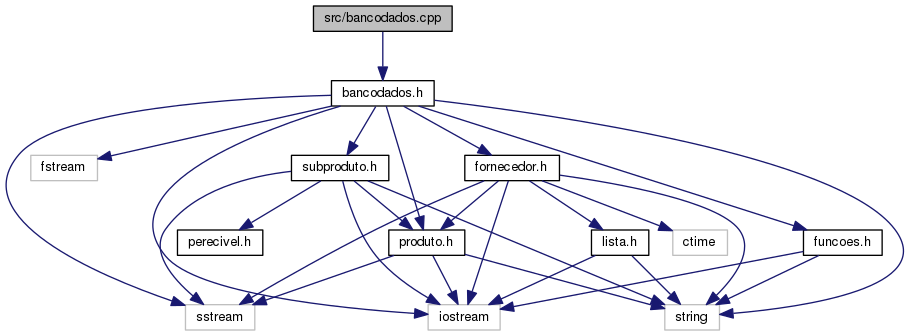 src/bancodados.cpp
bancodados.h
fstream
subproduto.h
fornecedor.h
perecivel.h
produto.h
lista.h
ctime
funcoes.h
sstream
iostream
string